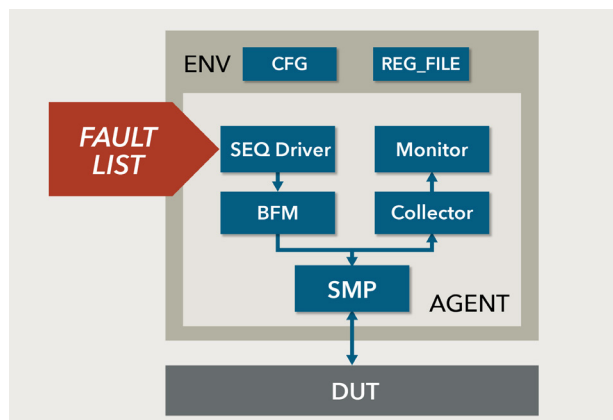 ENV
CFG
REG_FILE
FAULT
LIST
SEQ Driver
Monitor
BFM
Collector
SMP
AGENT
DUT